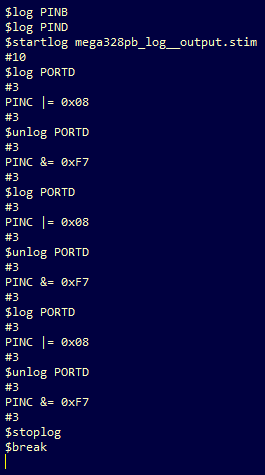 $log PINB
$log PIND
$startlog mega328pb_log__output.stim
#10
$log PORTD
#3
PINC |= 0x08
#3
$unlog PORTD
#3
PINC &= 0xF7
#3
$log PORTD
#3
PINC |= 0x08
#3
$unlog PORTD
#3
PINC &= 0xF7
#3
$log PORTD
#3
PINC |= 0x08
#3
$unlog PORTD
#3
PINC &= 0xF7
#3
$stoplog
$break